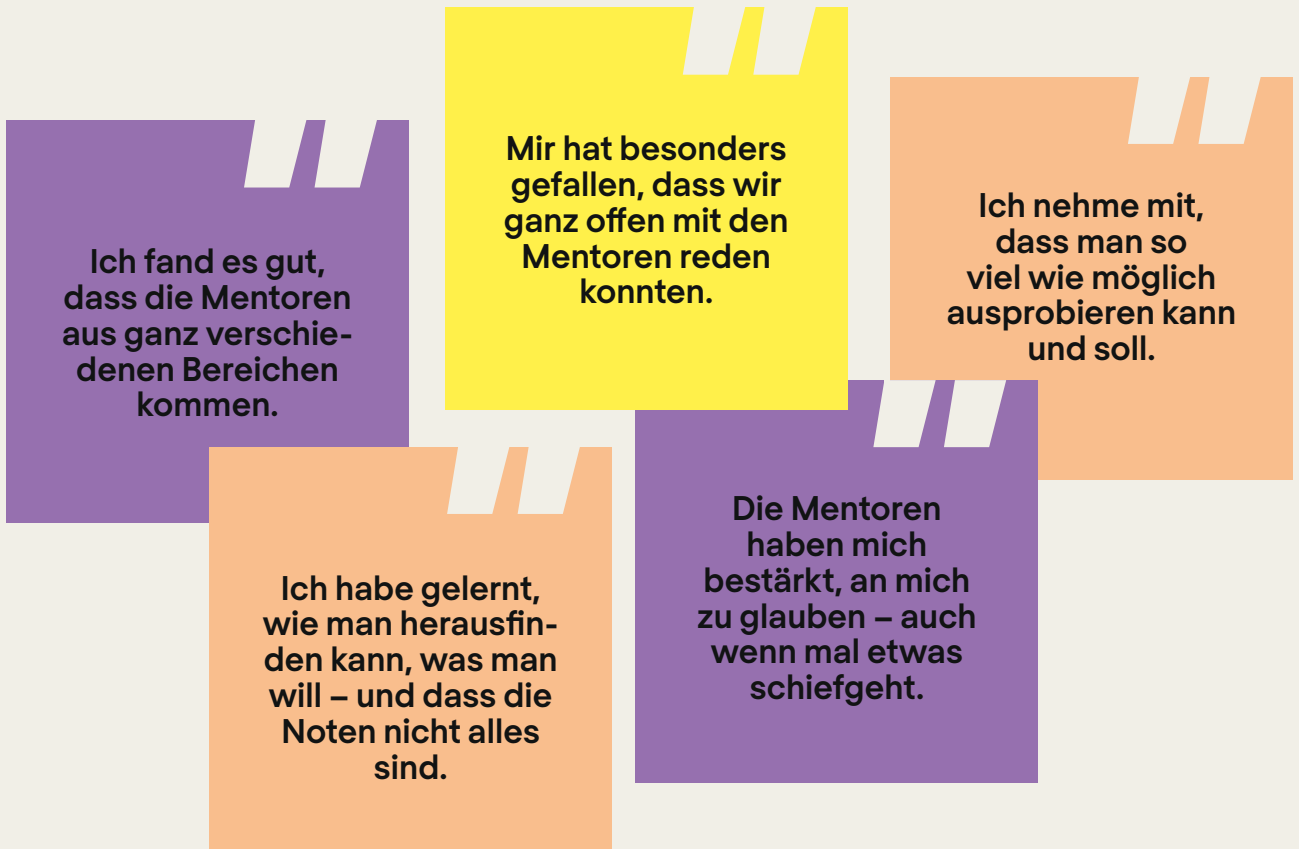 Ich fand es gut,
dass die Mentoren
aus ganz verschie-
denen Bereichen
kommen.
Mir hat besonders
gefallen, dass wir
ganz offen mit den
Mentoren reden
konnten.
Ich nehme mit,
dass man so
viel wie möglich
ausprobieren kann
und soll.
Ich habe gelernt,
wie man herausfin-
den kann, was man
will – und dass die
Noten nicht alles
sind.
Die Mentoren
haben mich
bestärkt, an mich
zu glauben – auch
wenn mal etwas
schiefgeht.